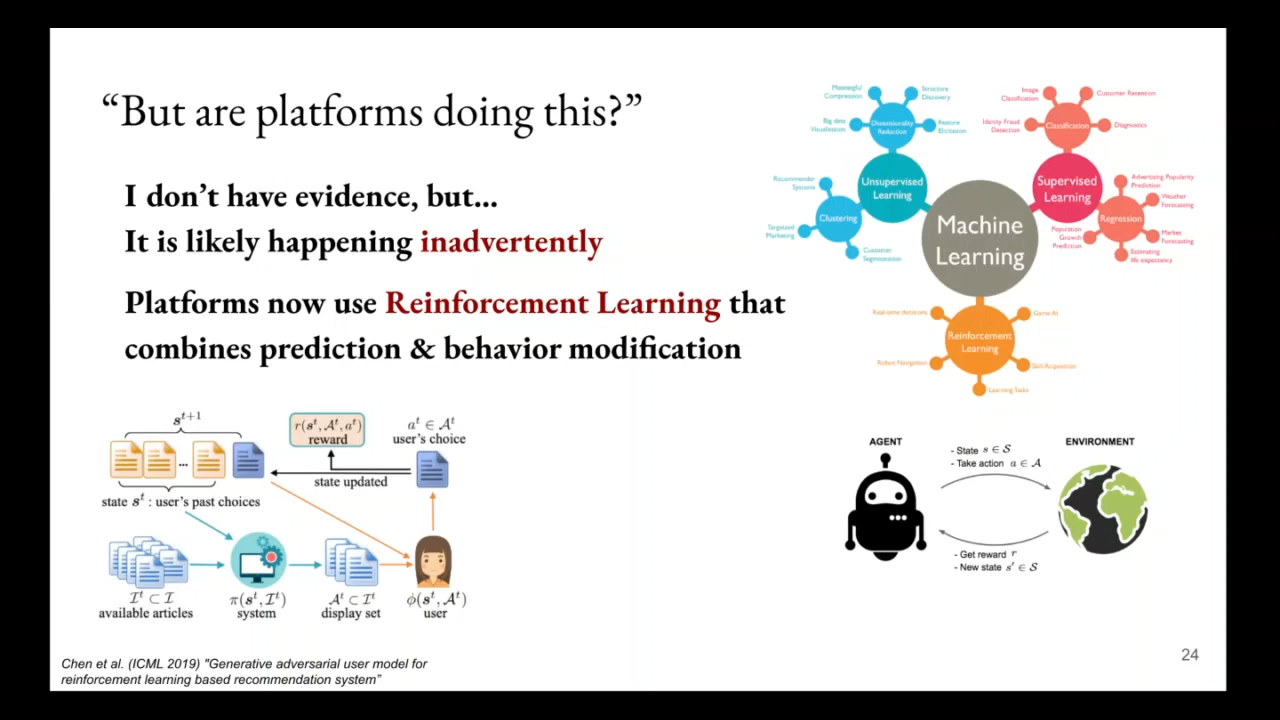 “But are platforms doing this?”
I don’t have evidence, but...
It is likely happening inadvertently
Platforms now use Reinforcement Learning that
combines prediction & behavior modification
Meaningful
Compression
Structure
Discovery
Big data
Visualisation
Dimensionality
Reduction
Feature
Elicitation
Recommender
Systems
Unsupervised
Learning
Clustering
Targeted
Marketing
Customer
Segmentation
Machine
Learning
Image
Classification
Customer Retention
Identity Fraud
Detection
Classification
Diagnostics
Supervised
Learning
Advertising Popularity
Prediction
Weather
Forecasting
Regression
Population
Growth
Prediction
Market
Forecasting
Estimating
life expectancy
Real-time decisions
Game AI
Reinforcement
Learning
Robot Navigation
Skill Acquisition
Learning Tasks
s^{t+1}
r(s^t, A^t, a^t)
reward
a^t ∈ A^t
user’s choice
...
state updated
state s^t : user’s past choices
I^t ⊂ I
available articles
π(s^t, I^t)
system
A^t ⊂ I^t
display set
ϕ(s^t, A^t)
user
AGENT
- State s ∈ S
- Take action a ∈ A
ENVIRONMENT
- Get reward r
- New state s′ ∈ S
Chen et al. (ICML 2019) "Generative adversarial user model for
reinforcement learning based recommendation system”
24